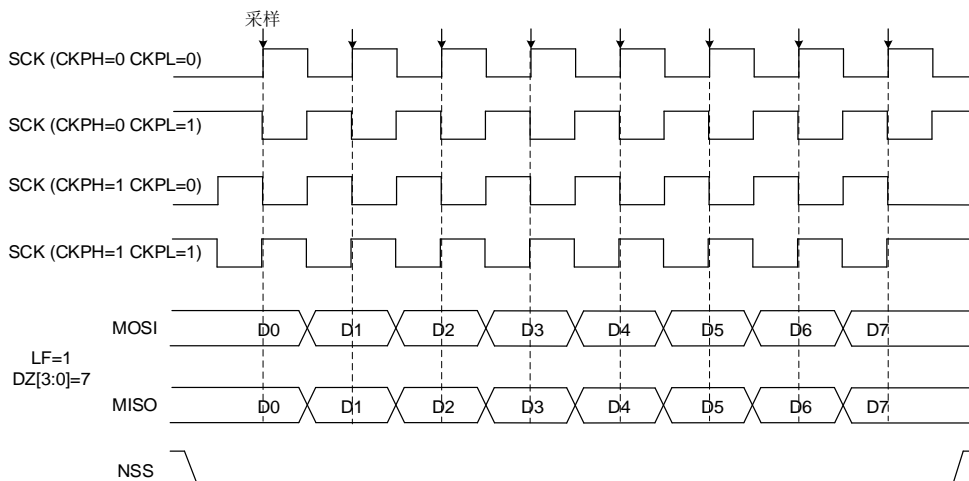 采样
SCK (CKPH=0 CKPL=0)
SCK (CKPH=0 CKPL=1)
SCK (CKPH=1 CKPL=0)
SCK (CKPH=1 CKPL=1)
MOSI D0 D1 D2 D3 D4 D5 D6 D7
LF=1
DZ[3:0]=7
MISO D0 D1 D2 D3 D4 D5 D6 D7
NSS